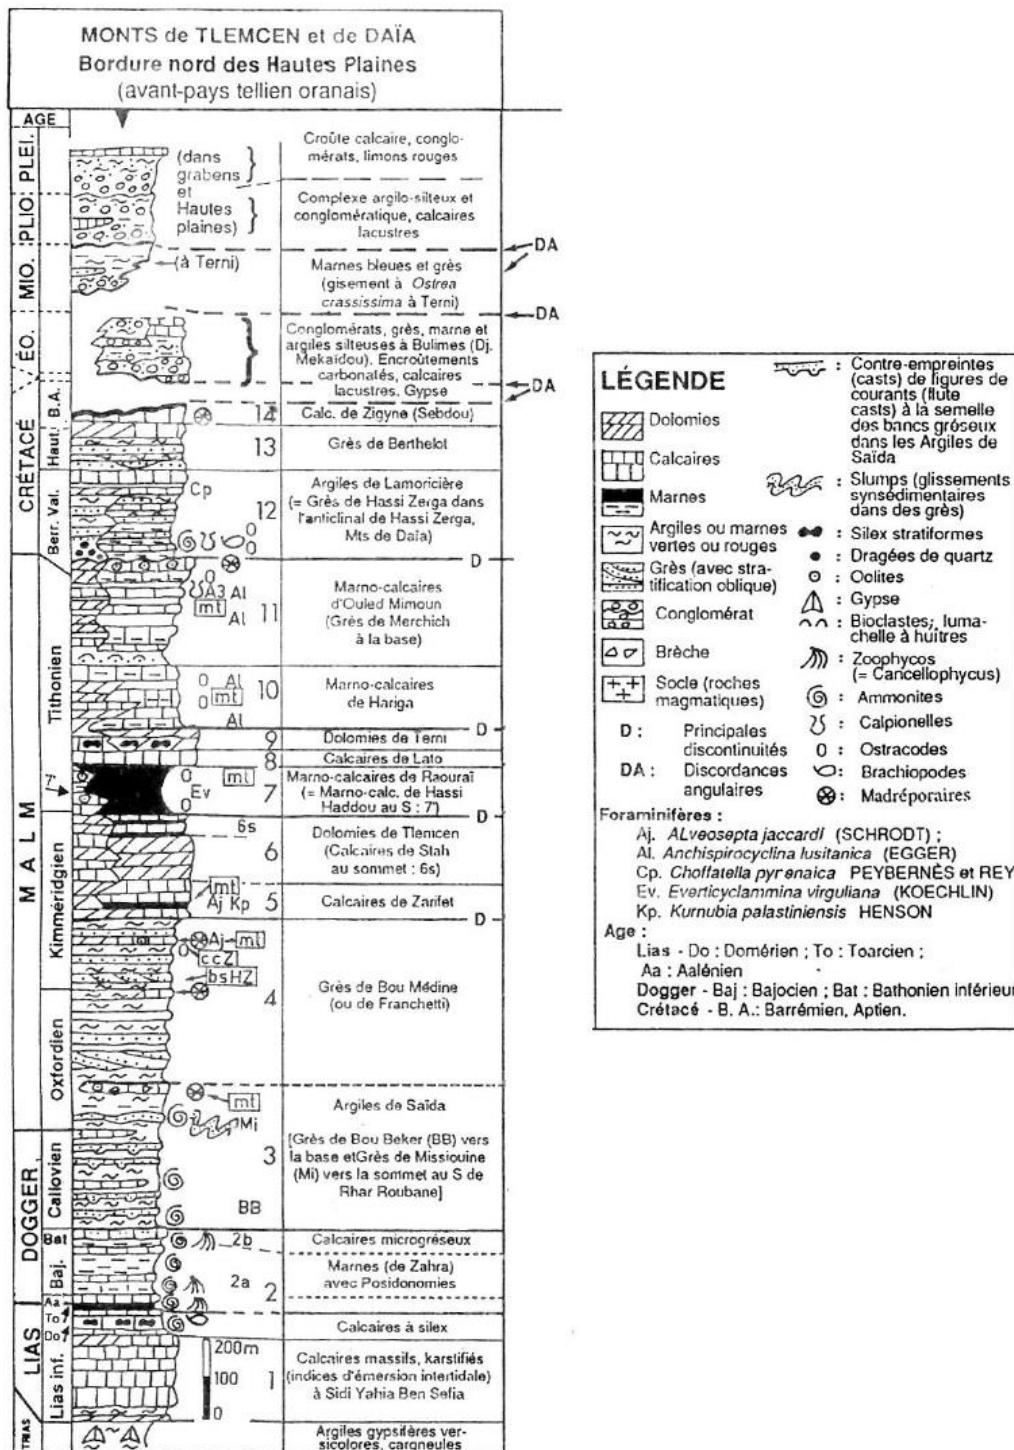 MONTS de TLEMCEN et de DAÏA
Bordure nord des Hautes Plaines
(avant-pays tellien oranais)
AGE
PLEI.
PLIO.
MIO.
ÉO.
CRÉTACÉ
B.A.
Haut.
Berr. Val.
MALM
Tithonien
Kimméridgien
Oxfordien
DOGGER
Callovien
Bat
Baj.
Aa
LIAS
To
Do
Lias inf.
TRIAS
(dans
grabens
et
Hautes
plaines)
(à Terni)
Croûte calcaire, conglo-
mérats, limons rouges
Complexe argilo-silteux et
conglomératique, calcaires
lacustres
DA
Marnes bleues et grès
(gisement à Ostrea
crassissima à Terni)
DA
Conglomérats, grès, marne et
argiles silteuses à Bulimes (Dj.
Mekaïdou). Encroûtements
carbonatés, calcaires
lacustres. Gypse
DA
14
Calc. de Zigyne (Sebdou)
13
Grès de Berthelot
Cp
12
0
0
Argiles de Lamoricière
(= Grès de Hassi Zerga dans
l'anticlinal de Hassi Zerga,
Mts de Daïa)
D
0
A3 Al
mt
Al
11
Marno-calcaires
d'Ouled Mimoun
(Grès de Merchich
à la base)
0 Al
0 mt
Al
10
Marno-calcaires
de Hariga
D
9
Dolomies de Terni
8
Calcaires de Lato
7'
0
mt
Ev
0
7
Marno-calcaires de Raouraï
(= Marno-calc. de Hassi
Haddou au S : 7')
D
6s
6
Dolomies de Tlemcen
(Calcaires de Stah
au sommet : 6s)
mt
Aj Kp
5
Calcaires de Zarifet
D
Aj
mt
0
ccZ
bsHZ
4
Grès de Bou Médine
(ou de Franchetti)
mt
Mi
3
BB
Argiles de Saïda
[Grès de Bou Beker (BB) vers
la base etGrès de Missiouine
(Mi) vers la sommet au S de
Rhar Roubane]
2b
Calcaires microgréseux
2a
2
Marnes (de Zahra)
avec Posidonomies
Calcaires à silex
200m
100
0
1
Calcaires massifs, karstifiés
(indices d'émersion intertidale)
à Sidi Yahia Ben Sefia
Argiles gypsifères ver-
sicolores, cargneules
LÉGENDE
Dolomies
Calcaires
Marnes
Argiles ou marnes
vertes ou rouges
Grès (avec stra-
tification oblique)
Conglomérat
Brèche
Socle (roches
magmatiques)
D : Principales
discontinuités
DA : Discordances
angulaires
: Contre-empreintes
(casts) de figures de
courants (flute
casts) à la semelle
des bancs gréseux
dans les Argiles de
Saïda
: Slumps (glissements
synsédimentaires
dans des grès)
: Silex stratiformes
: Dragées de quartz
: Oolites
: Gypse
: Bioclastes; luma-
chelle à huîtres
: Zoophycos
(= Cancellophycus)
: Ammonites
: Calpionelles
0 : Ostracodes
: Brachiopodes
: Madréporaires
Foraminifères :
Aj. ALveosepta jaccardi (SCHRODT) ;
Al. Anchispirocyclina lusitanica (EGGER)
Cp. Choffatella pyrenaica PEYBERNÈS et REY
Ev. Everticyclammina virguliana (KOECHLIN)
Kp. Kurnubia palastiniensis HENSON
Age :
Lias - Do : Domérien ; To : Toarcien ;
Aa : Aalénien
Dogger - Baj : Bajocien ; Bat : Bathonien inférieur
Crétacé - B. A.: Barrémien, Aptien.